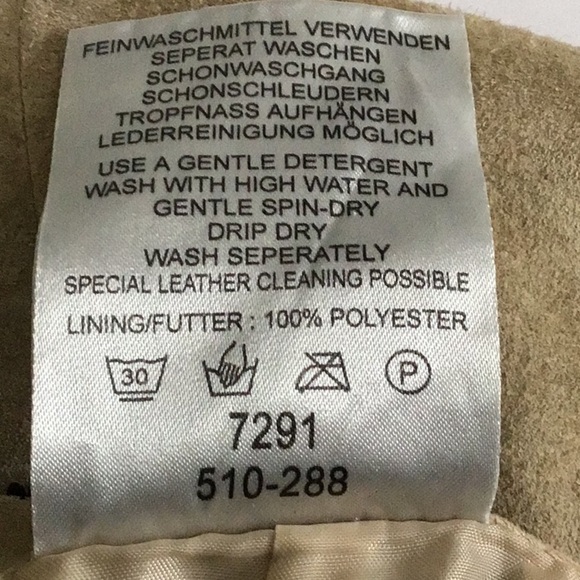 FEINWASCHMITTEL VERWENDEN
SEPERAT WASCHEN
SCHONWASCHGANG
SCHONSCHLEUDERN
TROPFNASS AUFHÄNGEN
LEDERREINIGUNG MÖGLICH
USE A GENTLE DETERGENT
WASH WITH HIGH WATER AND
GENTLE SPIN-DRY
DRIP DRY
WASH SEPERATELY
SPECIAL LEATHER CLEANING POSSIBLE
LINING/FUTTER : 100% POLYESTER
30 P
7291
510-288